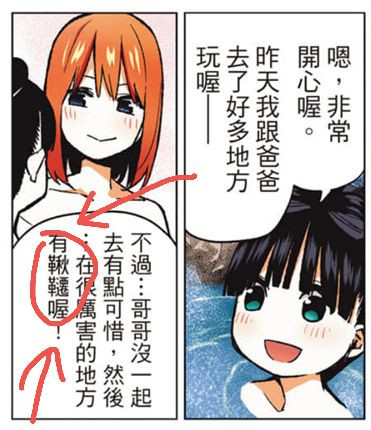 嗯，非常
開心喔。
昨天我跟爸爸
去了好多地方
玩喔——
不過…哥哥沒一起
去有點可惜，然後
…在很厲害的地方
有鞦韆喔！